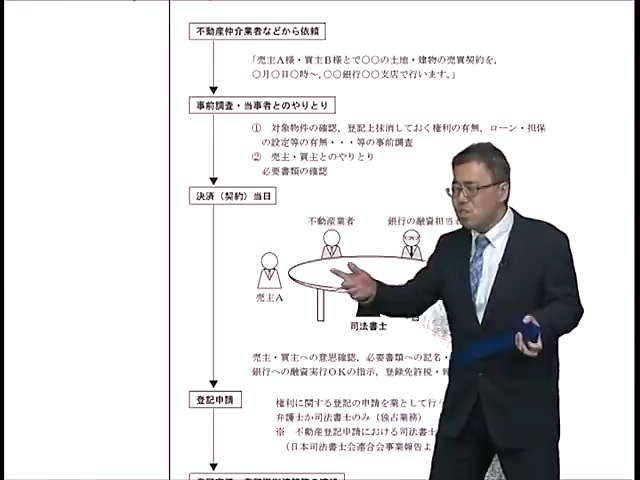 不動産仲介業者などから依頼
「売主A様・買主B様とで○○の土地・建物の売買契約を,
○月○日○時〜, ○○銀行○○支店で行います。」
事前調査・当事者とのやりとり
① 対象物件の確認, 登記上抹消しておく権利の有無, ローン・担保
の設定等の有無・・等の事前調査
② 売主・買主とのやりとり
必要書類の確認
決済（契約）当日
不動産業者
銀行の融資担当
売主A
司法書士
売主・買主への意思確認, 必要書類への記名・
銀行への融資実行OKの指示, 登録免許税・
登記申請
権利に関する登記の申請を業として行
弁護士か司法書士のみ（独占業務）
※ 不動産登記申請における司法書士
（日本司法書士会連合会事業報告よ